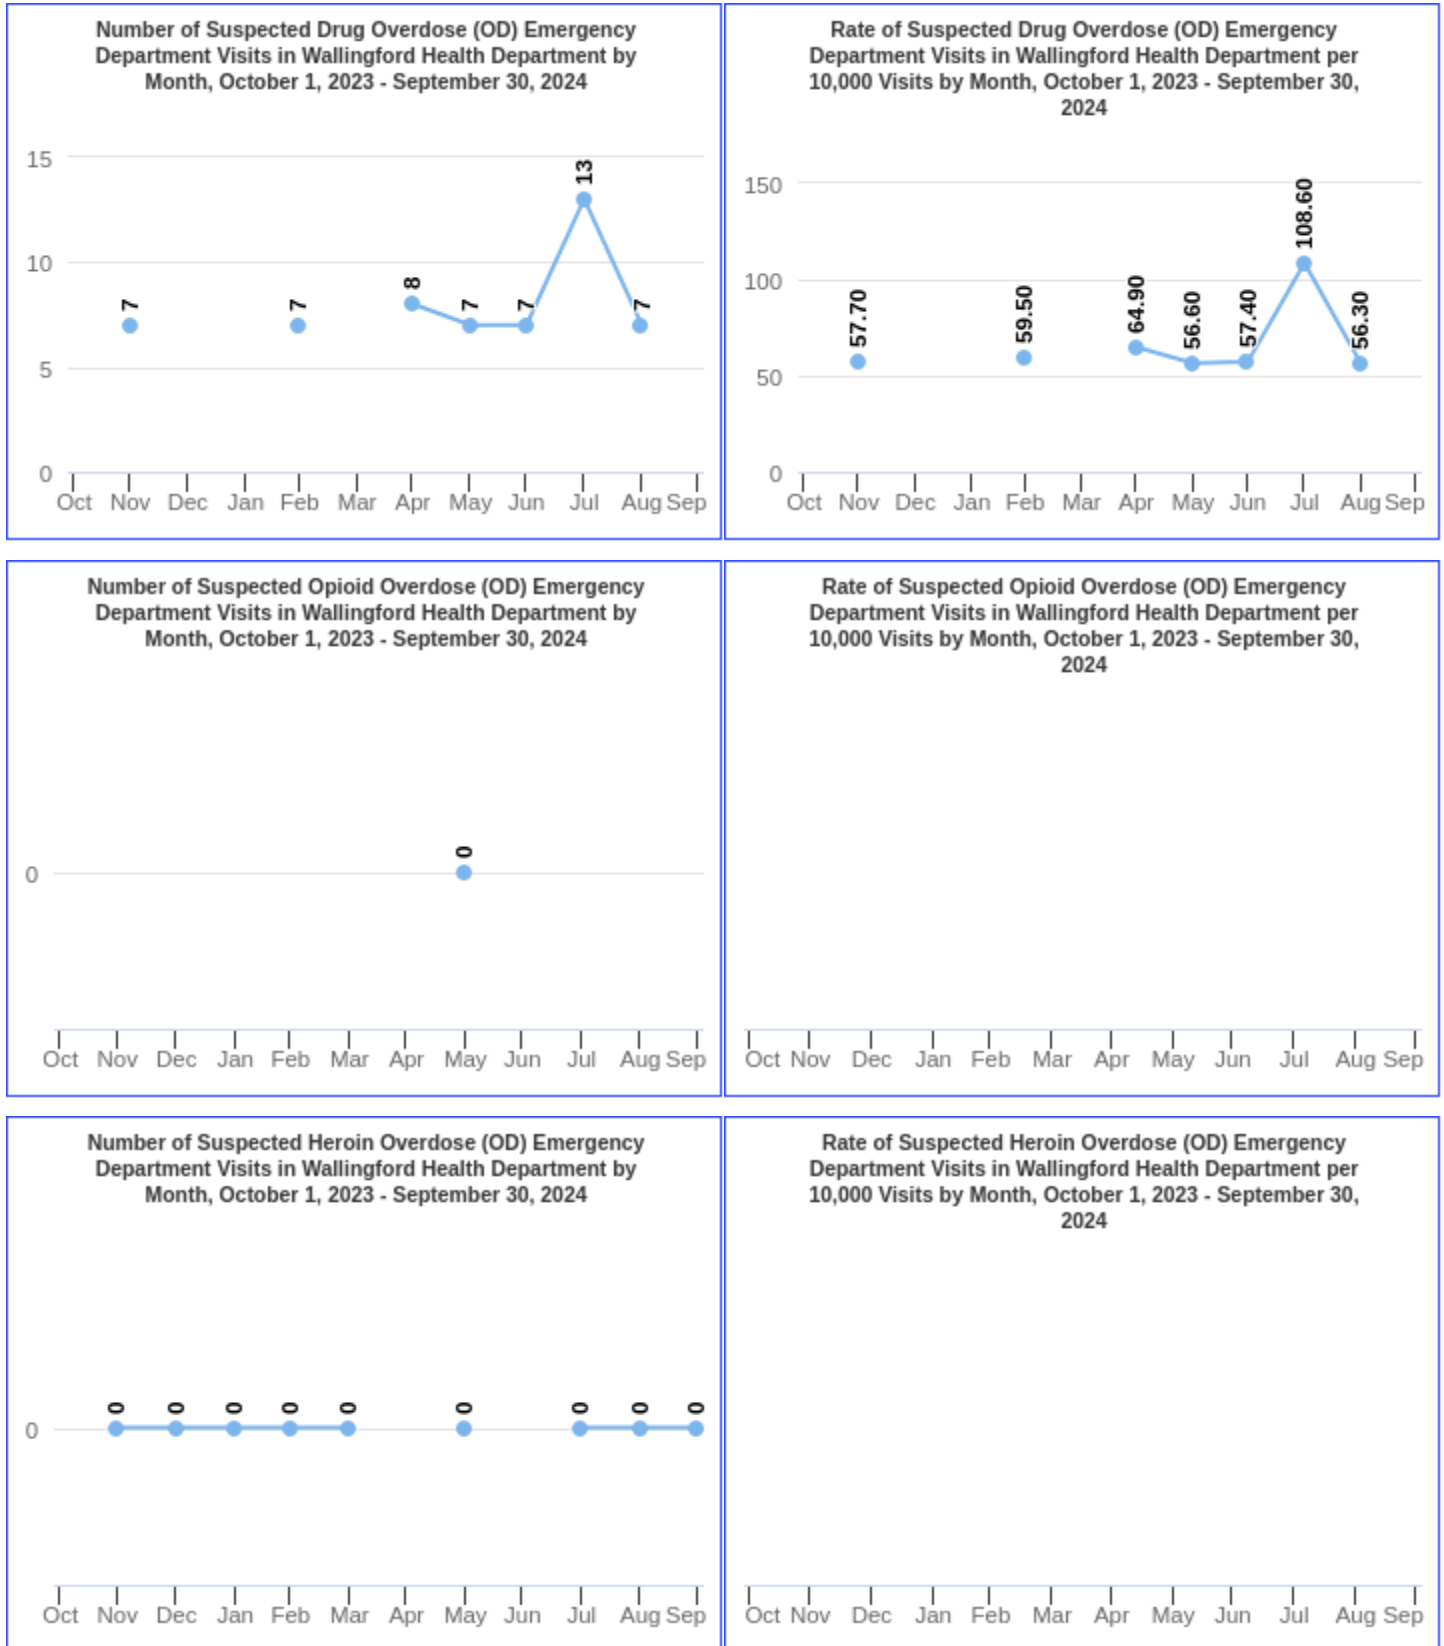 Number of Suspected Drug Overdose (OD) Emergency
Department Visits in Wallingford Health Department by
Month, October 1, 2023 - September 30, 2024
15
10
5
0
7
7
8
7
7
13
7
Oct Nov Dec Jan Feb Mar Apr May Jun Jul Aug Sep
Rate of Suspected Drug Overdose (OD) Emergency
Department Visits in Wallingford Health Department per
10,000 Visits by Month, October 1, 2023 - September 30,
2024
150
100
50
0
57.70
59.50
64.90
56.60
57.40
108.60
56.30
Oct Nov Dec Jan Feb Mar Apr May Jun Jul Aug Sep
Number of Suspected Opioid Overdose (OD) Emergency
Department Visits in Wallingford Health Department by
Month, October 1, 2023 - September 30, 2024
0
0
Oct Nov Dec Jan Feb Mar Apr May Jun Jul Aug Sep
Rate of Suspected Opioid Overdose (OD) Emergency
Department Visits in Wallingford Health Department per
10,000 Visits by Month, October 1, 2023 - September 30,
2024
Oct Nov Dec Jan Feb Mar Apr May Jun Jul Aug Sep
Number of Suspected Heroin Overdose (OD) Emergency
Department Visits in Wallingford Health Department by
Month, October 1, 2023 - September 30, 2024
0
0 0 0 0 0 0 0 0 0
Oct Nov Dec Jan Feb Mar Apr May Jun Jul Aug Sep
Rate of Suspected Heroin Overdose (OD) Emergency
Department Visits in Wallingford Health Department per
10,000 Visits by Month, October 1, 2023 - September 30,
2024
Oct Nov Dec Jan Feb Mar Apr May Jun Jul Aug Sep